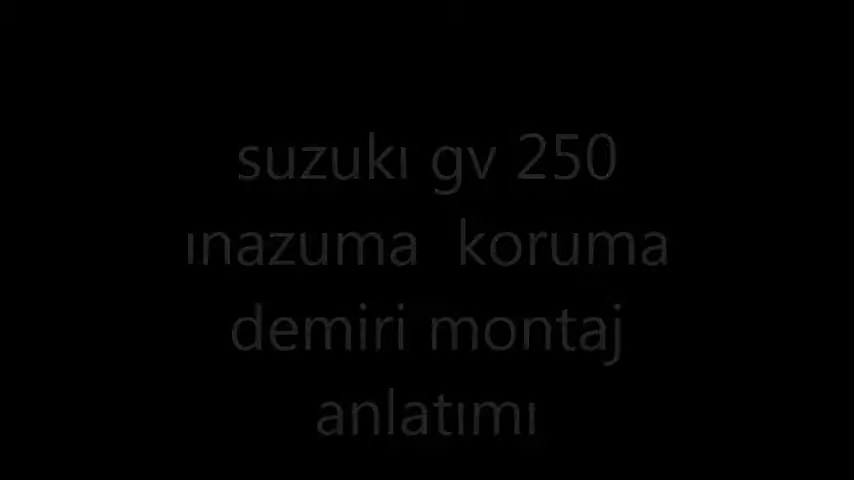 suzukı gv 250
ınazuma koruma
demiri montaj
anlatımı